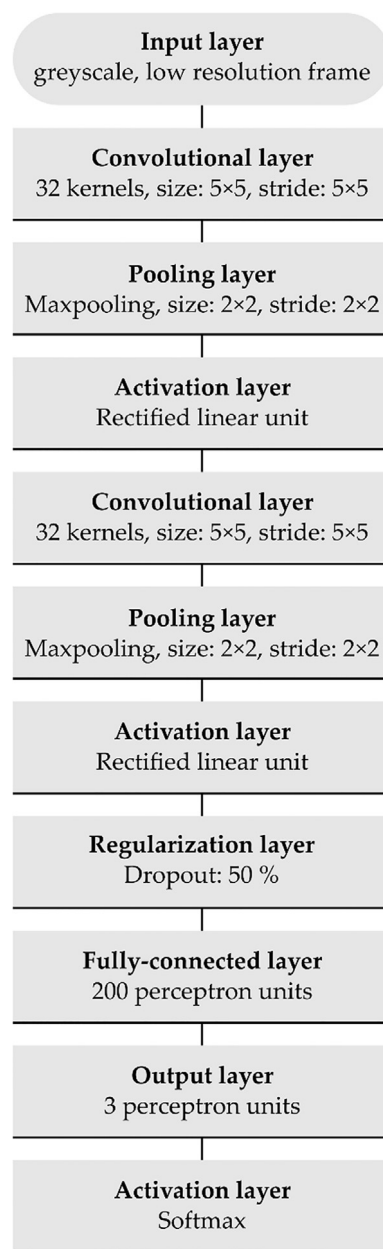 Input layer
greyscale, low resolution frame
Convolutional layer
32 kernels, size: 5×5, stride: 5×5
Pooling layer
Maxpooling, size: 2×2, stride: 2×2
Activation layer
Rectified linear unit
Convolutional layer
32 kernels, size: 5×5, stride: 5×5
Pooling layer
Maxpooling, size: 2×2, stride: 2×2
Activation layer
Rectified linear unit
Regularization layer
Dropout: 50 %
Fully-connected layer
200 perceptron units
Output layer
3 perceptron units
Activation layer
Softmax